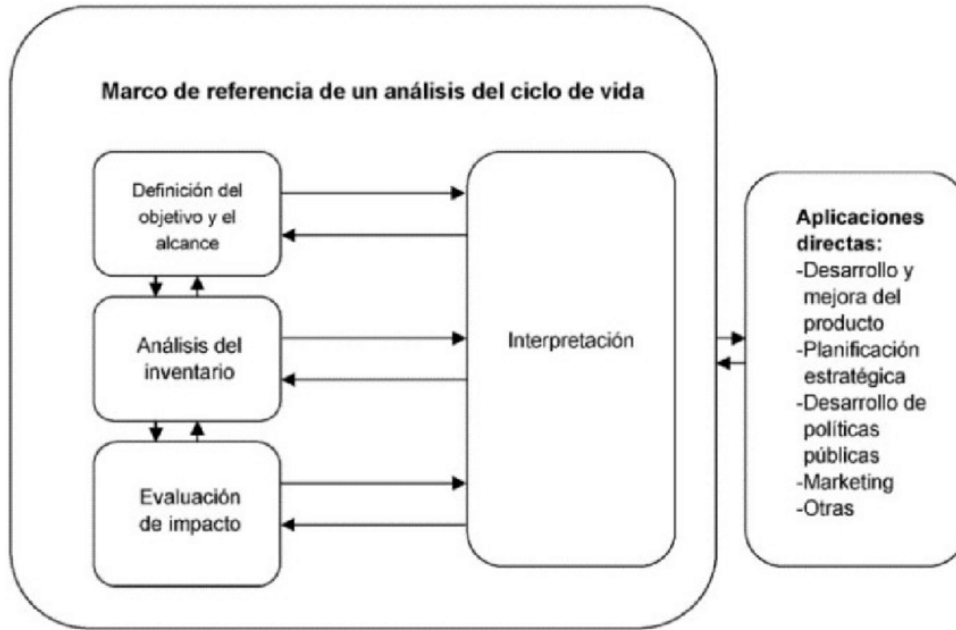 Marco de referencia de un análisis del ciclo de vida
Definición del
objetivo y el
alcance
Análisis del
inventario
Evaluación
de impacto
Interpretación
Aplicaciones
directas:
-Desarrollo y
mejora del
producto
-Planificación
estratégica
-Desarrollo de
políticas
públicas
-Marketing
-Otras